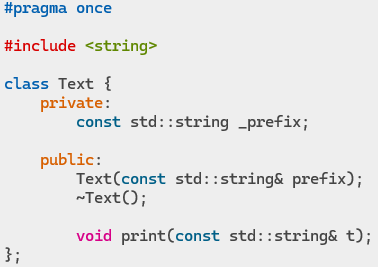 #pragma once
#include <string>
class Text {
    private:
        const std::string _prefix;
    public:
        Text(const std::string& prefix);
        ~Text();
        void print(const std::string& t);
};